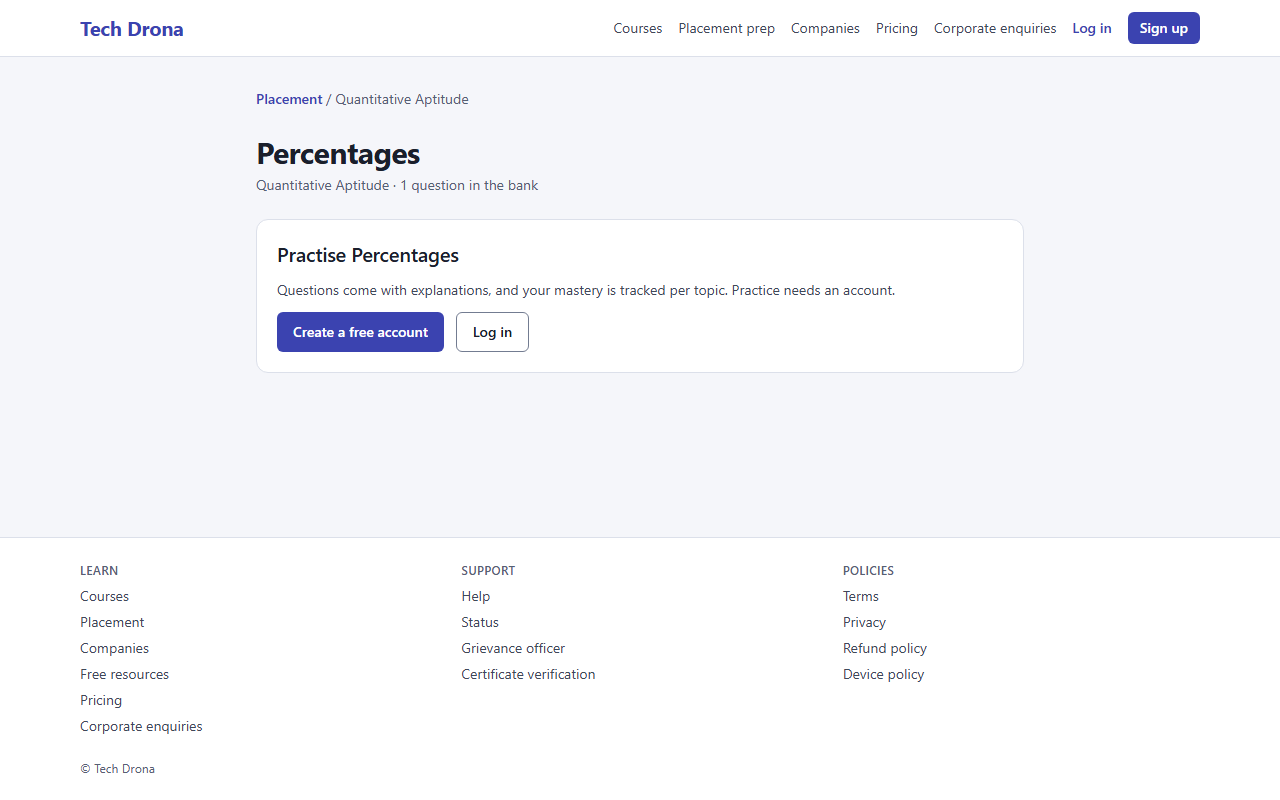 Tech Drona
Courses Placement prep Companies Pricing Corporate enquiries Log in Sign up
Placement / Quantitative Aptitude
Percentages
Quantitative Aptitude · 1 question in the bank
Practise Percentages
Questions come with explanations, and your mastery is tracked per topic. Practice needs an account.
Create a free account Log in
LEARN
Courses
Placement
Companies
Free resources
Pricing
Corporate enquiries
SUPPORT
Help
Status
Grievance officer
Certificate verification
POLICIES
Terms
Privacy
Refund policy
Device policy
© Tech Drona